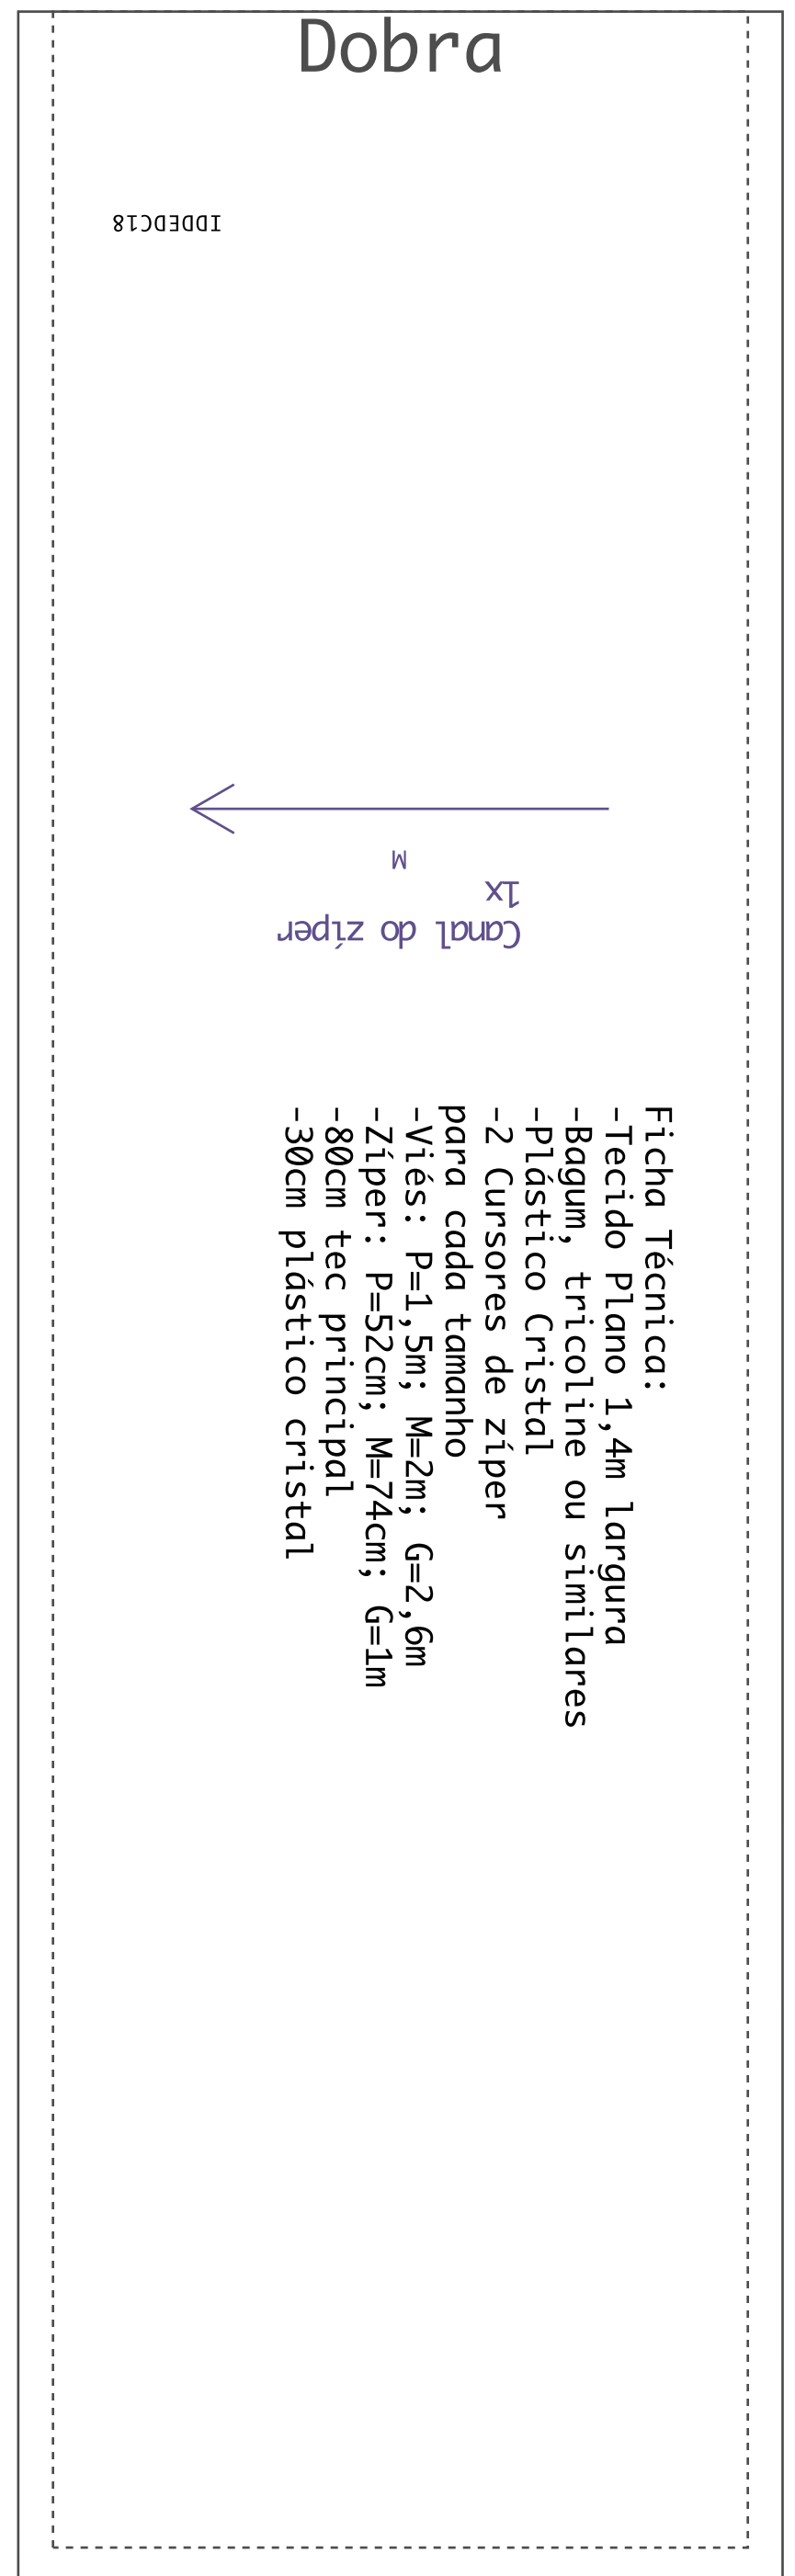 Dobra
IDDEDC18
Canal do zíper
1x
M
Ficha Técnica:
-Tecido Plano 1,4m largura
-Bagum, tricoline ou similares
-Plástico Cristal
-2 Cursores de zíper
para cada tamanho
-Viés: P=1,5m; M=2m; G=2,6m
-Zíper: P=52cm; M=74cm; G=1m
-80cm tec principal
-30cm plástico cristal